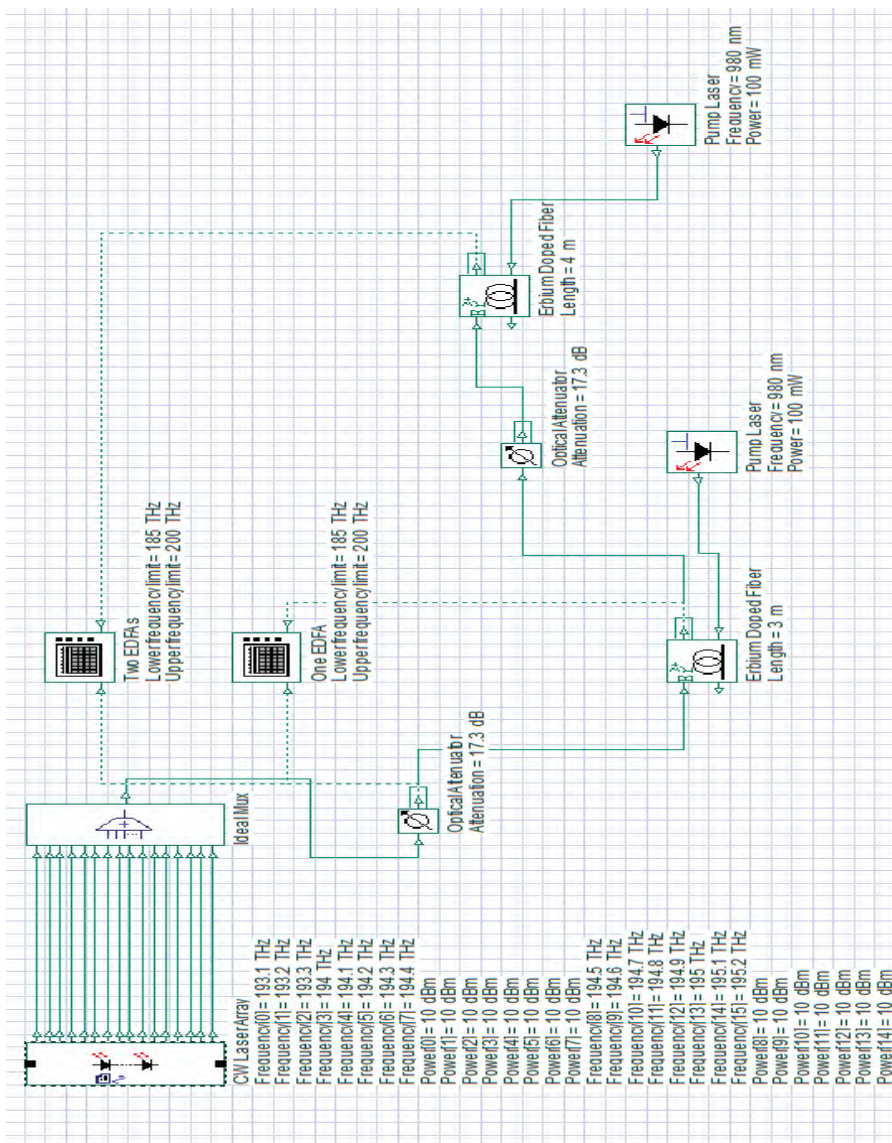 CW Laser Array
Frequency[0]= 193.1 THz
Frequency[1]= 193.2 THz
Frequency[2]= 193.3 THz
Frequency[3]= 194 THz
Frequency[4]= 194.1 THz
Frequency[5]= 194.2 THz
Frequency[6]= 194.3 THz
Frequency[7]= 194.4 THz
Power[0]= 10 dBm
Power[1]= 10 dBm
Power[2]= 10 dBm
Power[3]= 10 dBm
Power[4]= 10 dBm
Power[5]= 10 dBm
Power[6]= 10 dBm
Power[7]= 10 dBm
Frequency[8]= 194.5 THz
Frequency[9]= 194.6 THz
Frequency[10]= 194.7 THz
Frequency[11]= 194.8 THz
Frequency[12]= 194.9 THz
Frequency[13]= 195 THz
Frequency[14]= 195.1 THz
Frequency[15]= 195.2 THz
Power[8]= 10 dBm
Power[9]= 10 dBm
Power[10]= 10 dBm
Power[11]= 10 dBm
Power[12]= 10 dBm
Power[13]= 10 dBm
Power[14]= 10 dBm
Ideal Mux
Optical Attenuator
Attenuation = 17.3 dB
Two EDFAs
Lower frequency limit= 185 THz
Upper frequency limit= 200 THz
One EDFA
Lower frequency limit= 185 THz
Upper frequency limit= 200 THz
Erbium Doped Fiber
Length = 3 m
Pump Laser
Frequency= 980 nm
Power= 100 mW
Optical Attenuator
Attenuation = 17.3 dB
Erbium Doped Fiber
Length = 4 m
Pump Laser
Frequency= 980 nm
Power= 100 mW